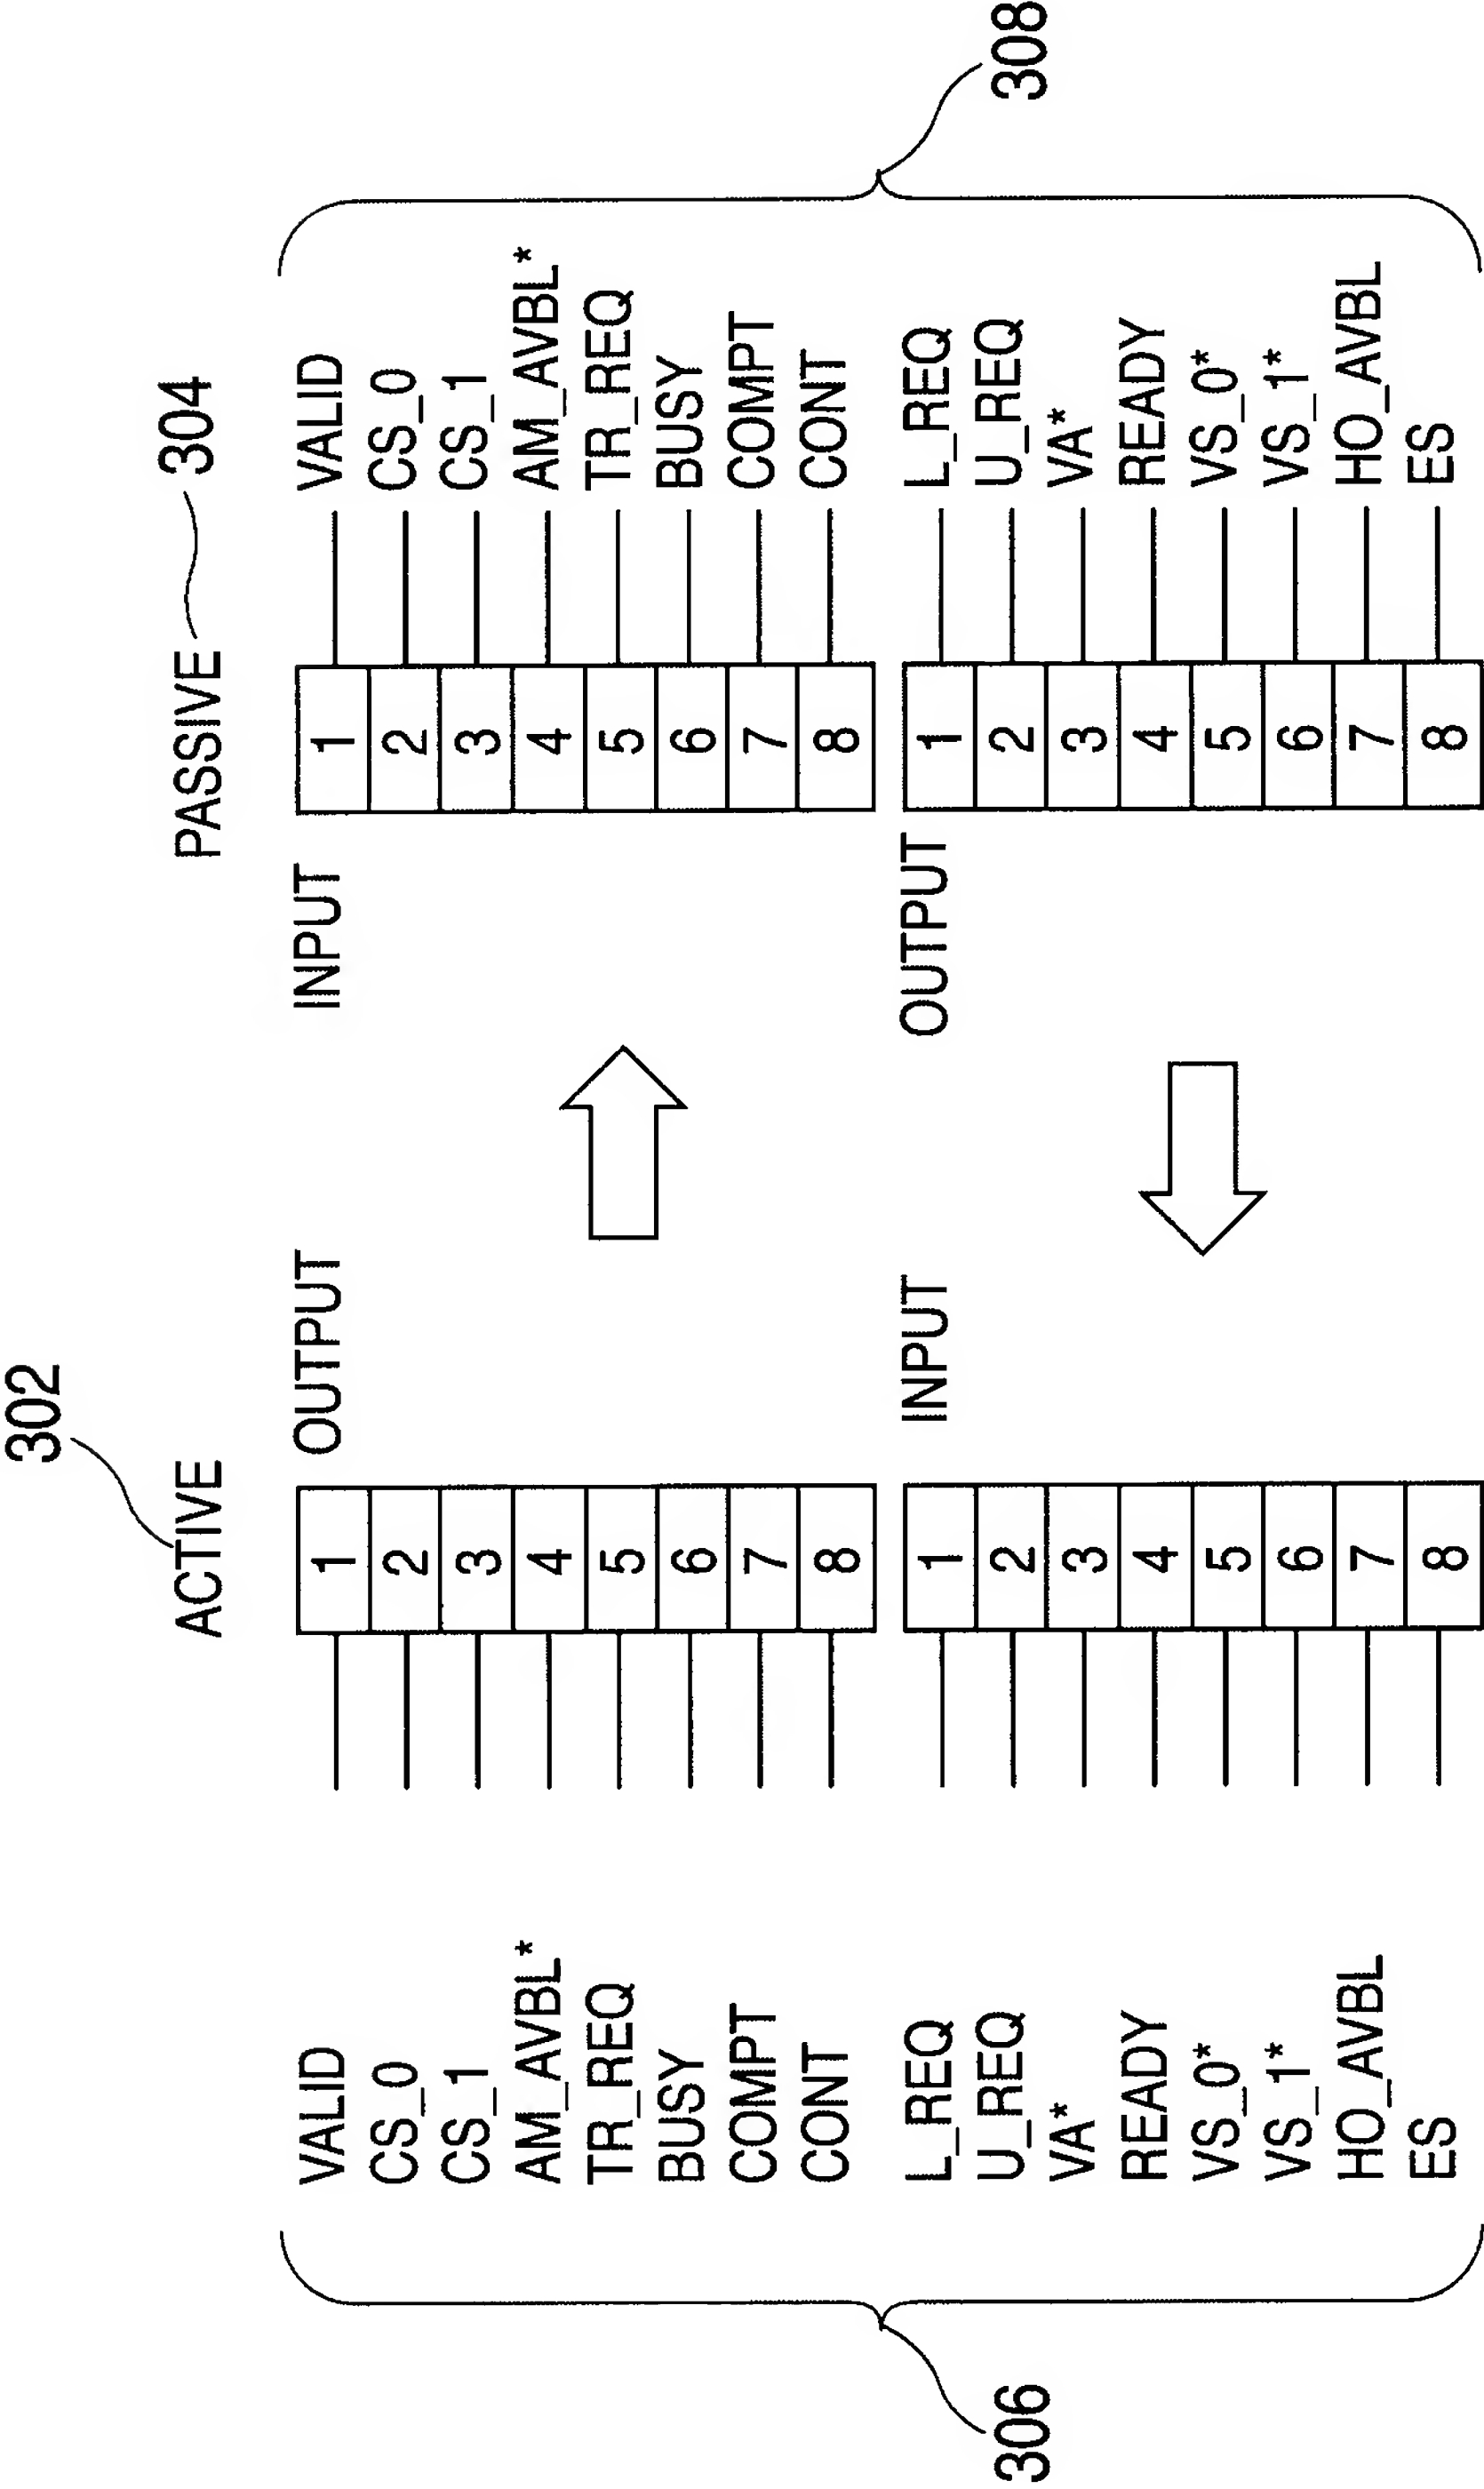 302
ACTIVE
PASSIVE
304
OUTPUT
INPUT
VALID 1 1 VALID
CS_0 2 2 CS_0
CS_1 3 3 CS_1
AM_AVBL* 4 4 AM_AVBL*
TR_REQ 5 5 TR_REQ
BUSY 6 6 BUSY
COMPT 7 7 COMPT
CONT 8 8 CONT
INPUT
OUTPUT
L_REQ 1 1 L_REQ
U_REQ 2 2 U_REQ
VA* 3 3 VA*
READY 4 4 READY
VS_0* 5 5 VS_0*
VS_1* 6 6 VS_1*
HO_AVBL 7 7 HO_AVBL
ES 8 8 ES
306
308